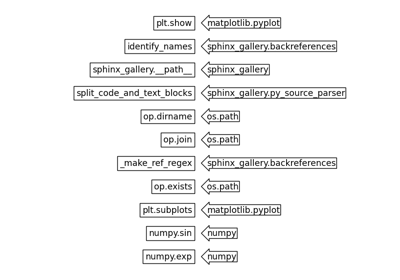 plt.show matplotlib.pyplot
identify_names sphinx_gallery.backreferences
sphinx_gallery.__path__ sphinx_gallery
split_code_and_text_blocks sphinx_gallery.py_source_parser
op.dirname os.path
op.join os.path
_make_ref_regex sphinx_gallery.backreferences
op.exists os.path
plt.subplots matplotlib.pyplot
numpy.sin numpy
numpy.exp numpy